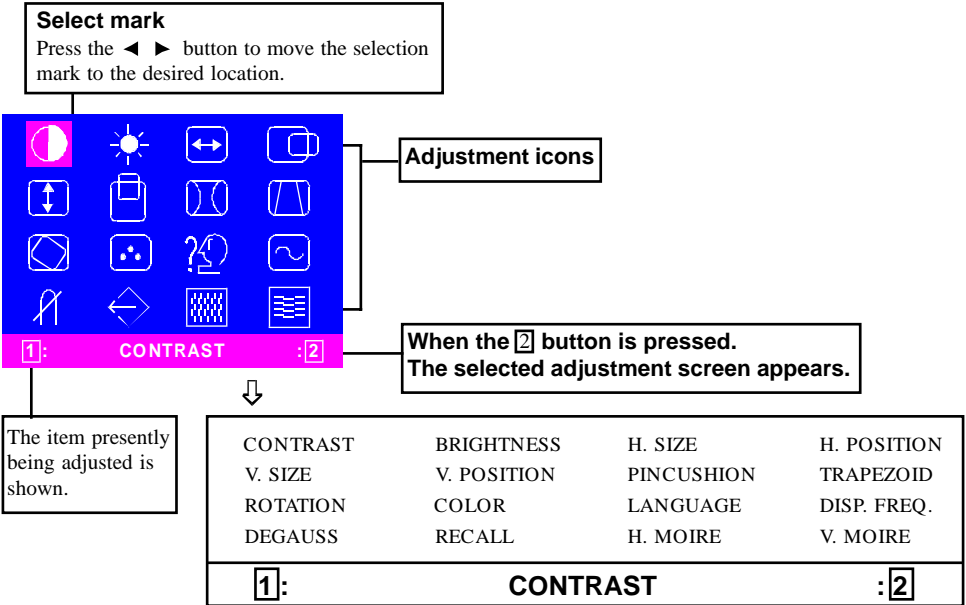 Select mark
Press the ◄ ► button to move the selection
mark to the desired location.
Adjustment icons
1: CONTRAST :2
When the 2 button is pressed.
The selected adjustment screen appears.
The item presently
being adjusted is
shown.
CONTRAST BRIGHTNESS H. SIZE H. POSITION
V. SIZE V. POSITION PINCUSHION TRAPEZOID
ROTATION COLOR LANGUAGE DISP. FREQ.
DEGAUSS RECALL H. MOIRE V. MOIRE
1: CONTRAST :2